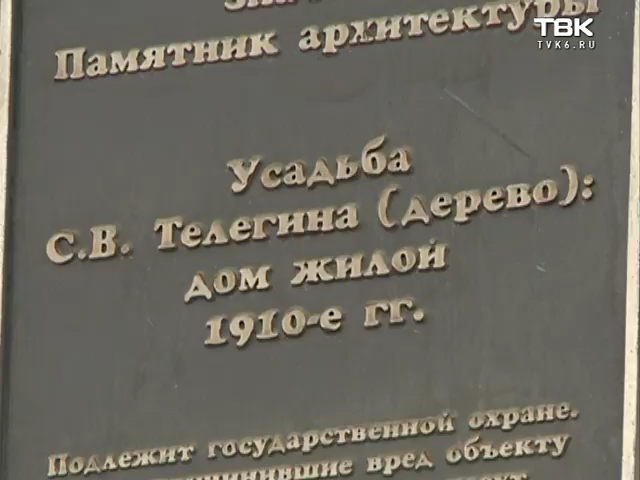 ТВК
TVK6.RU
Памятник архитектуры
Усадьба
С.В. Телегина (дерево):
дом жилой
1910-е гг.
Подлежит государственной охране.
вред объекту